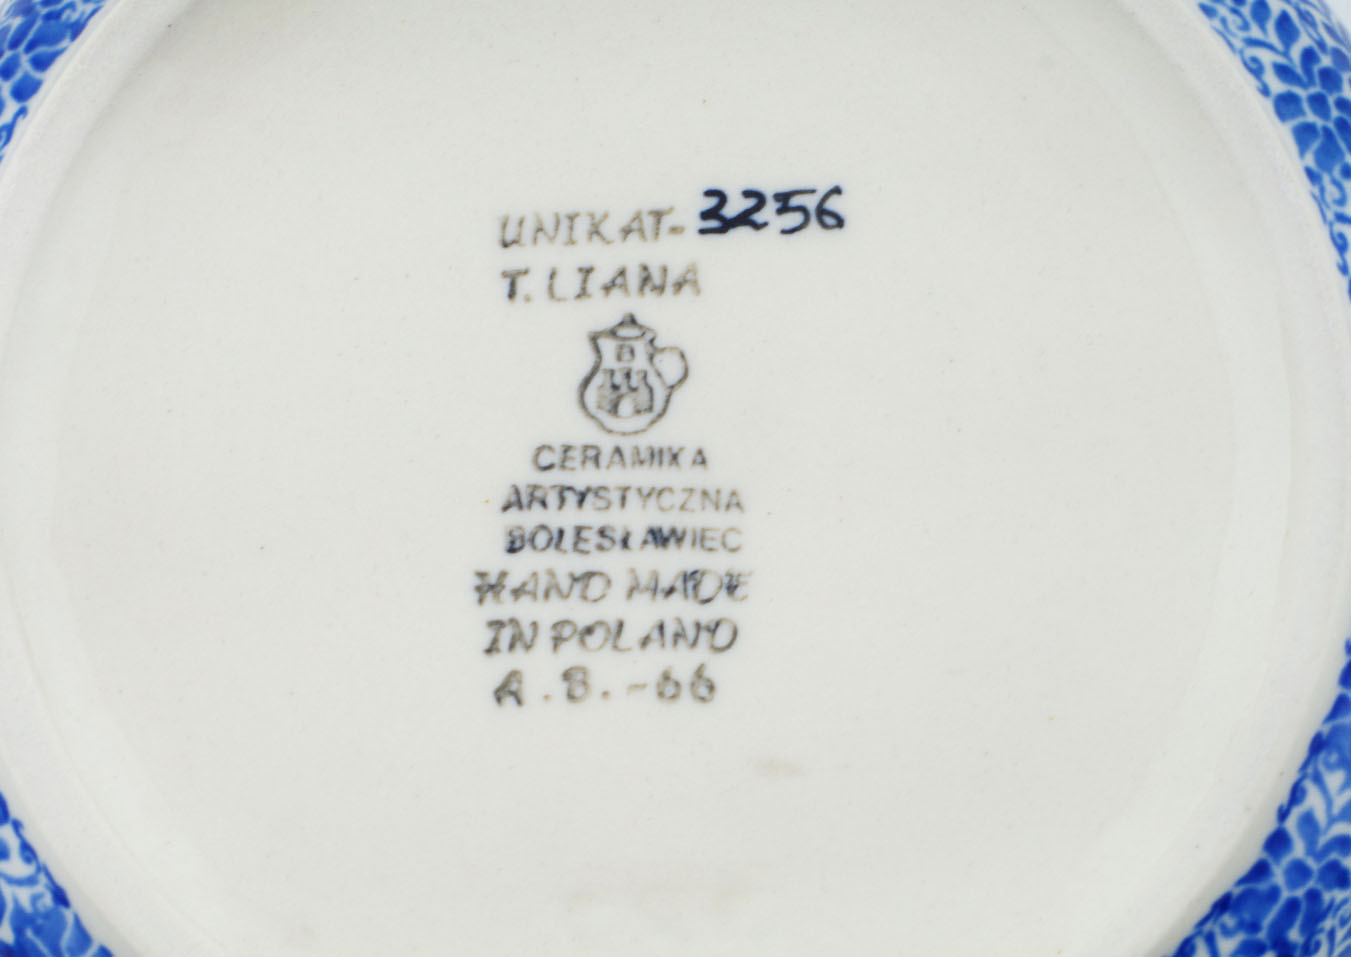 UNIKAT-3256
T. LIANA
B
CERAMIKA
ARTYSTYCZNA
BOLESŁAWIEC
HAND MADE
IN POLAND
A.B.-66